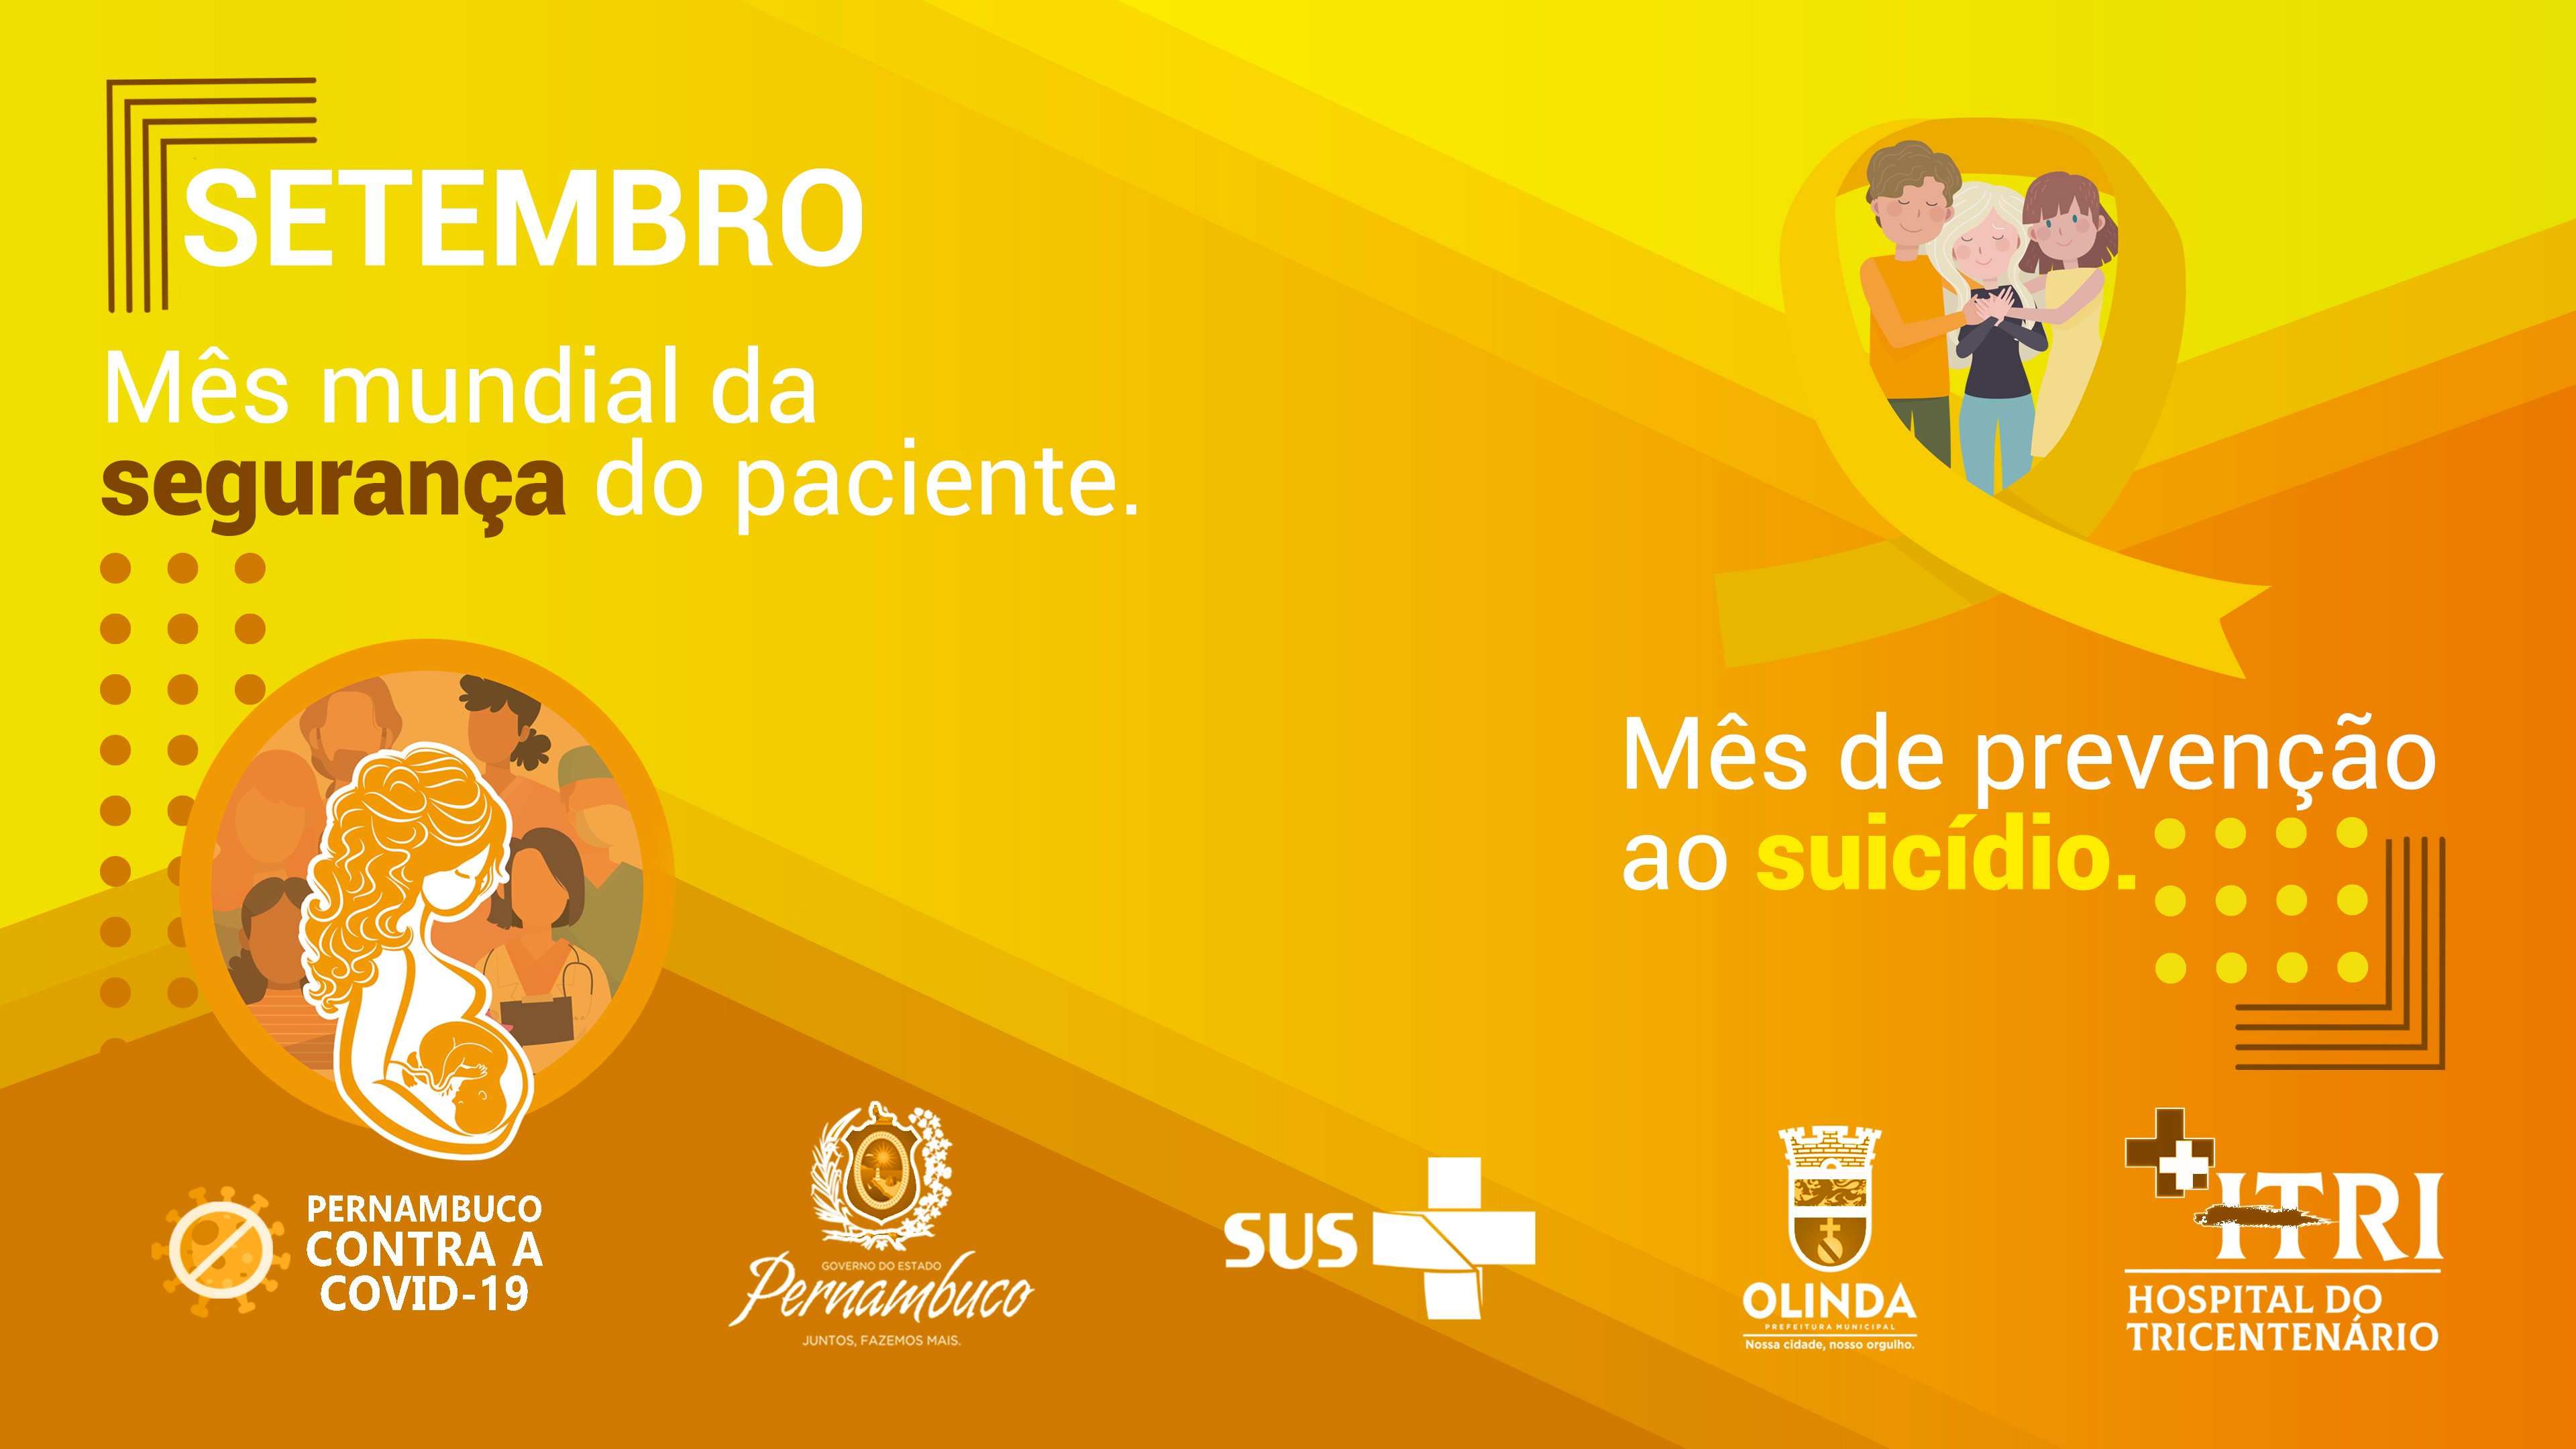 SETEMBRO
Mês mundial da
segurança do paciente.
Mês de prevenção
ao suicídio.
PERNAMBUCO
CONTRA A
COVID-19
GOVERNO DO ESTADO
Pernambuco
JUNTOS, FAZEMOS MAIS.
SUS
OLINDA
PREFEITURA MUNICIPAL
Nossa cidade, nosso orgulho.
ITRI
HOSPITAL DO
TRICENTENÁRIO